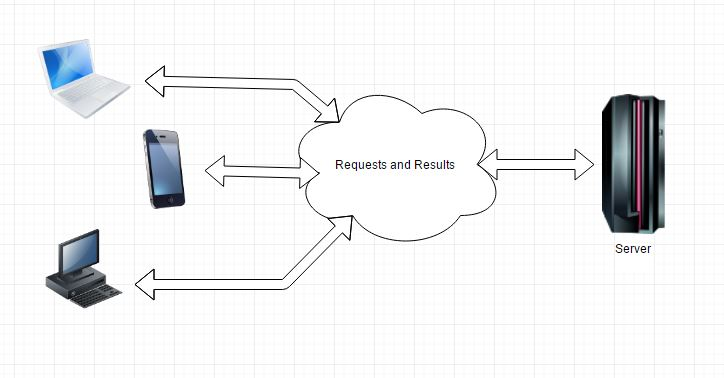 Requests and Results
Server